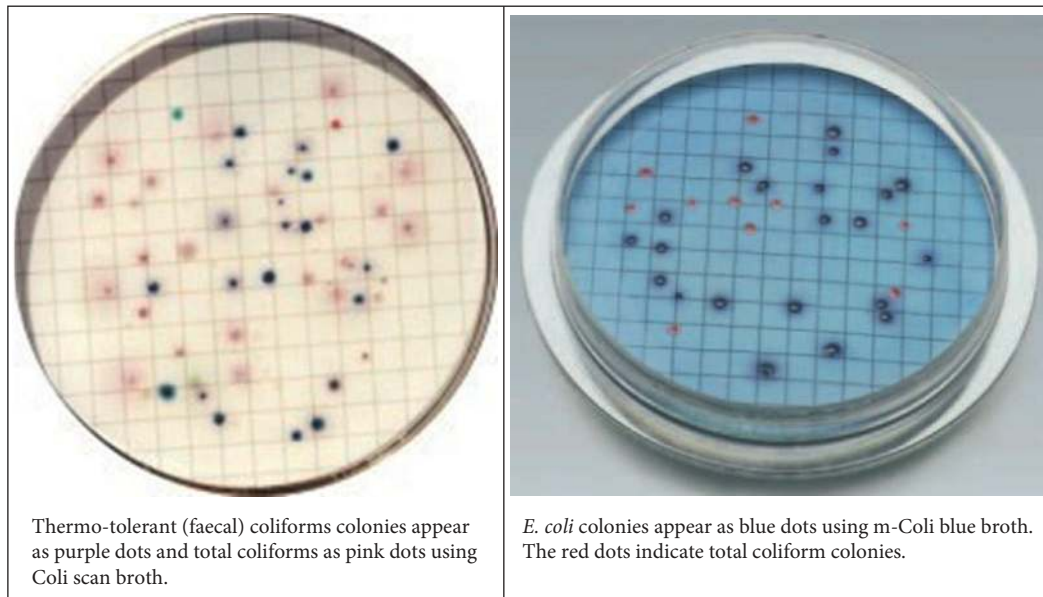 Thermo-tolerant (faecal) coliforms colonies appear
as purple dots and total coliforms as pink dots using
Coli scan broth.
E. coli colonies appear as blue dots using m-Coli blue broth.
The red dots indicate total coliform colonies.